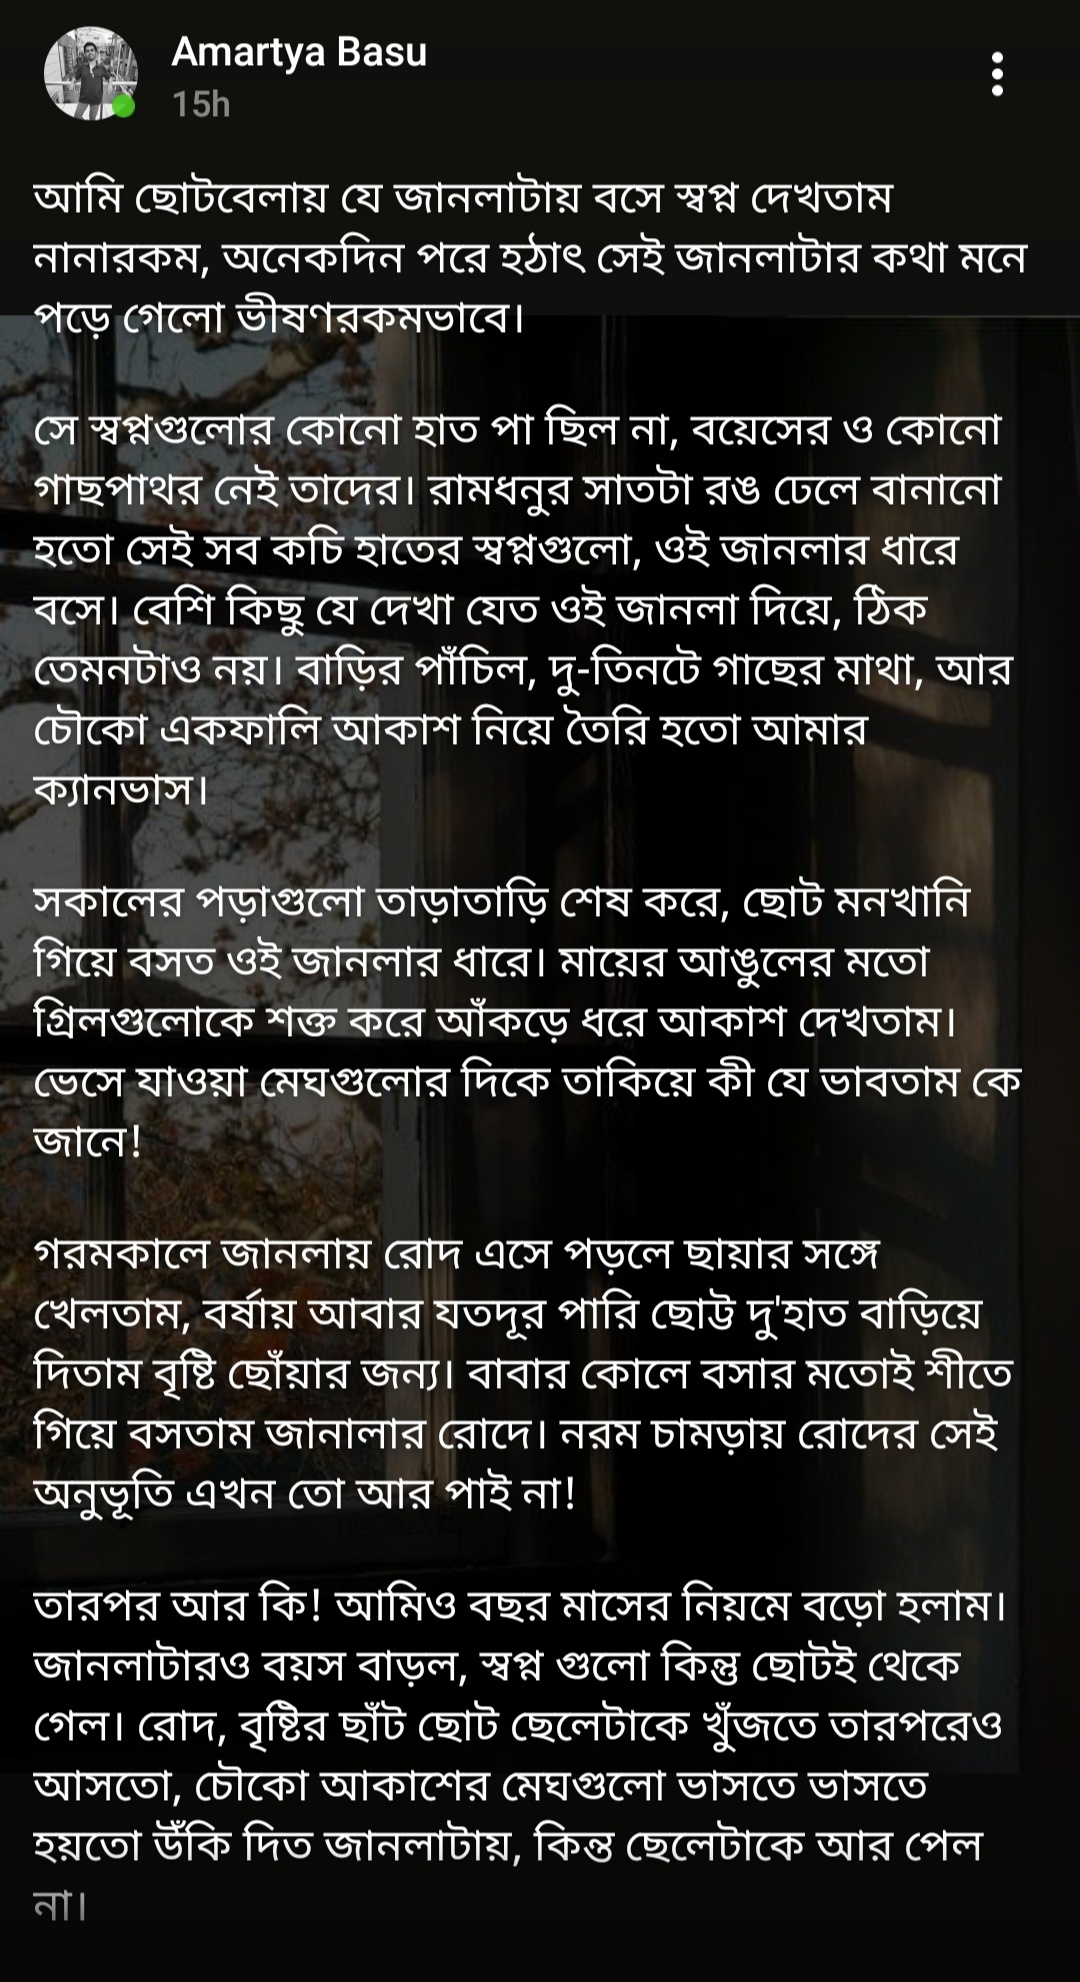 Amartya Basu
15h
আমি ছোটবেলায় যে জানলাটায় বসে স্বপ্ন দেখতাম
নানারকম, অনেকদিন পরে হঠাৎ সেই জানলাটার কথা মনে
পড়ে গেলো ভীষণরকমভাবে।
সে স্বপ্নগুলোর কোনো হাত পা ছিল না, বয়েসের ও কোনো
গাছপাথর নেই তাদের। রামধনুর সাতটা রঙ ঢেলে বানানো
হতো সেই সব কচি হাতের স্বপ্নগুলো, ওই জানলার ধারে
বসে। বেশি কিছু যে দেখা যেত ওই জানলা দিয়ে, ঠিক
তেমনটাও নয়। বাড়ির পাঁচিল, দু-তিনটে গাছের মাথা, আর
চৌকো একফালি আকাশ নিয়ে তৈরি হতো আমার
ক্যানভাস।
সকালের পড়াগুলো তাড়াতাড়ি শেষ করে, ছোট মনখানি
গিয়ে বসত ওই জানলার ধারে। মায়ের আঙুলের মতো
গ্রিলগুলোকে শক্ত করে আঁকড়ে ধরে আকাশ দেখতাম।
ভেসে যাওয়া মেঘগুলোর দিকে তাকিয়ে কী যে ভাবতাম কে
জানে!
গরমকালে জানলায় রোদ এসে পড়লে ছায়ার সঙ্গে
খেলতাম, বর্ষায় আবার যতদূর পারি ছোট্ট দু'হাত বাড়িয়ে
দিতাম বৃষ্টি ছোঁয়ার জন্য। বাবার কোলে বসার মতোই শীতে
গিয়ে বসতাম জানালার রোদে। নরম চামড়ায় রোদের সেই
অনুভূতি এখন তো আর পাই না!
তারপর আর কি! আমিও বছর মাসের নিয়মে বড়ো হলাম।
জানলাটারও বয়স বাড়ল, স্বপ্ন গুলো কিন্তু ছোটই থেকে
গেল। রোদ, বৃষ্টির ছাঁট ছোট ছেলেটাকে খুঁজতে তারপরেও
আসতো, চৌকো আকাশের মেঘগুলো ভাসতে ভাসতে
হয়তো উঁকি দিত জানলাটায়, কিন্ত ছেলেটাকে আর পেল
না।